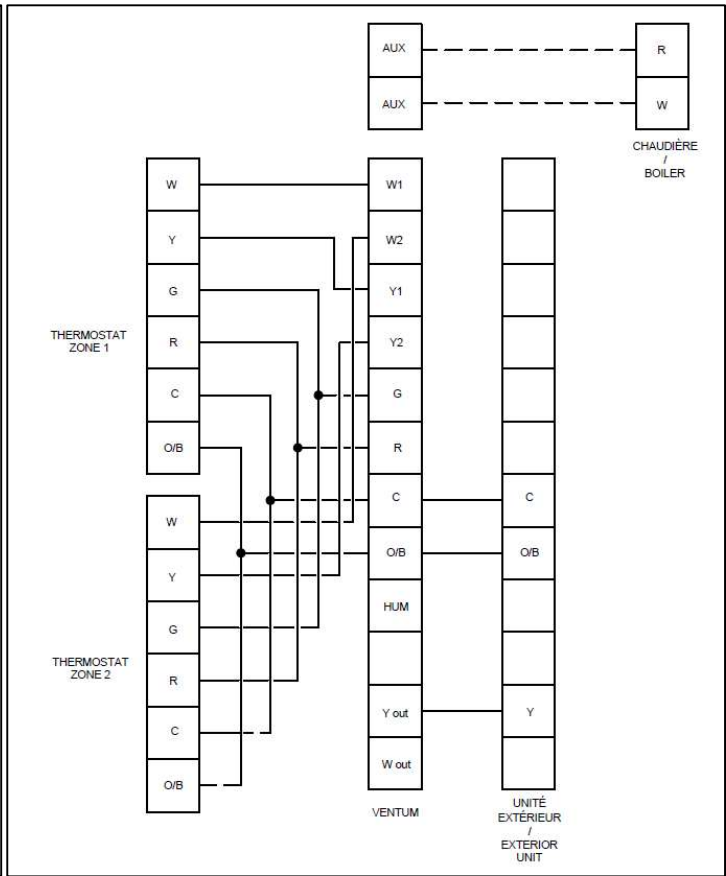 AUX
AUX
R
W
CHAUDIÈRE
/
BOILER
THERMOSTAT
ZONE 1
W
Y
G
R
C
O/B
THERMOSTAT
ZONE 2
W
Y
G
R
C
O/B
W1
W2
Y1
Y2
G
R
C
O/B
HUM
Y out
W out
VENTUM
C
O/B
Y
UNITÉ
EXTÉRIEUR
/
EXTERIOR
UNIT